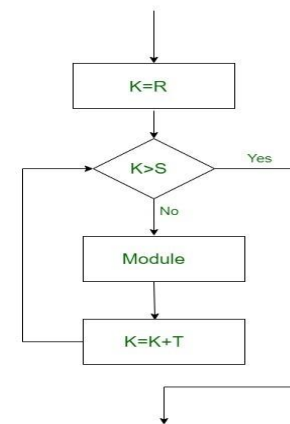 K=R
K>S
Yes
No
Module
K=K+T